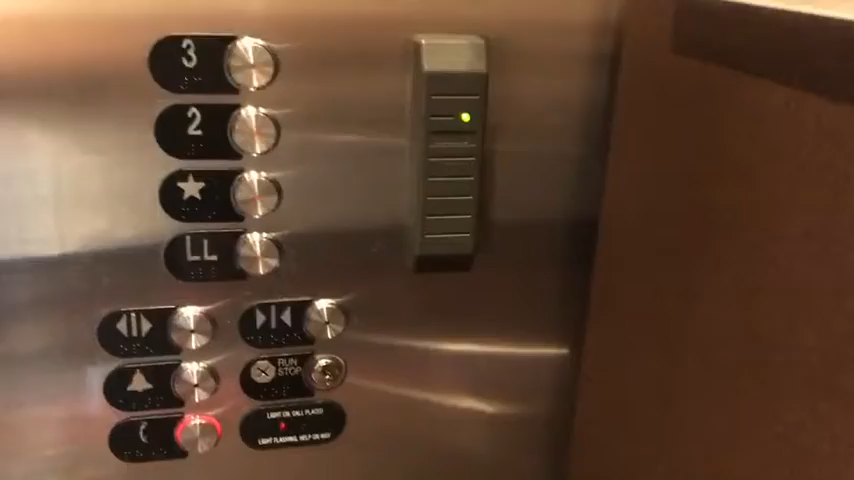 3
2
★
LL
RUN
STOP
LIGHT ON, CALL PLACED
LIGHT FLASHING, HELP ON WAY